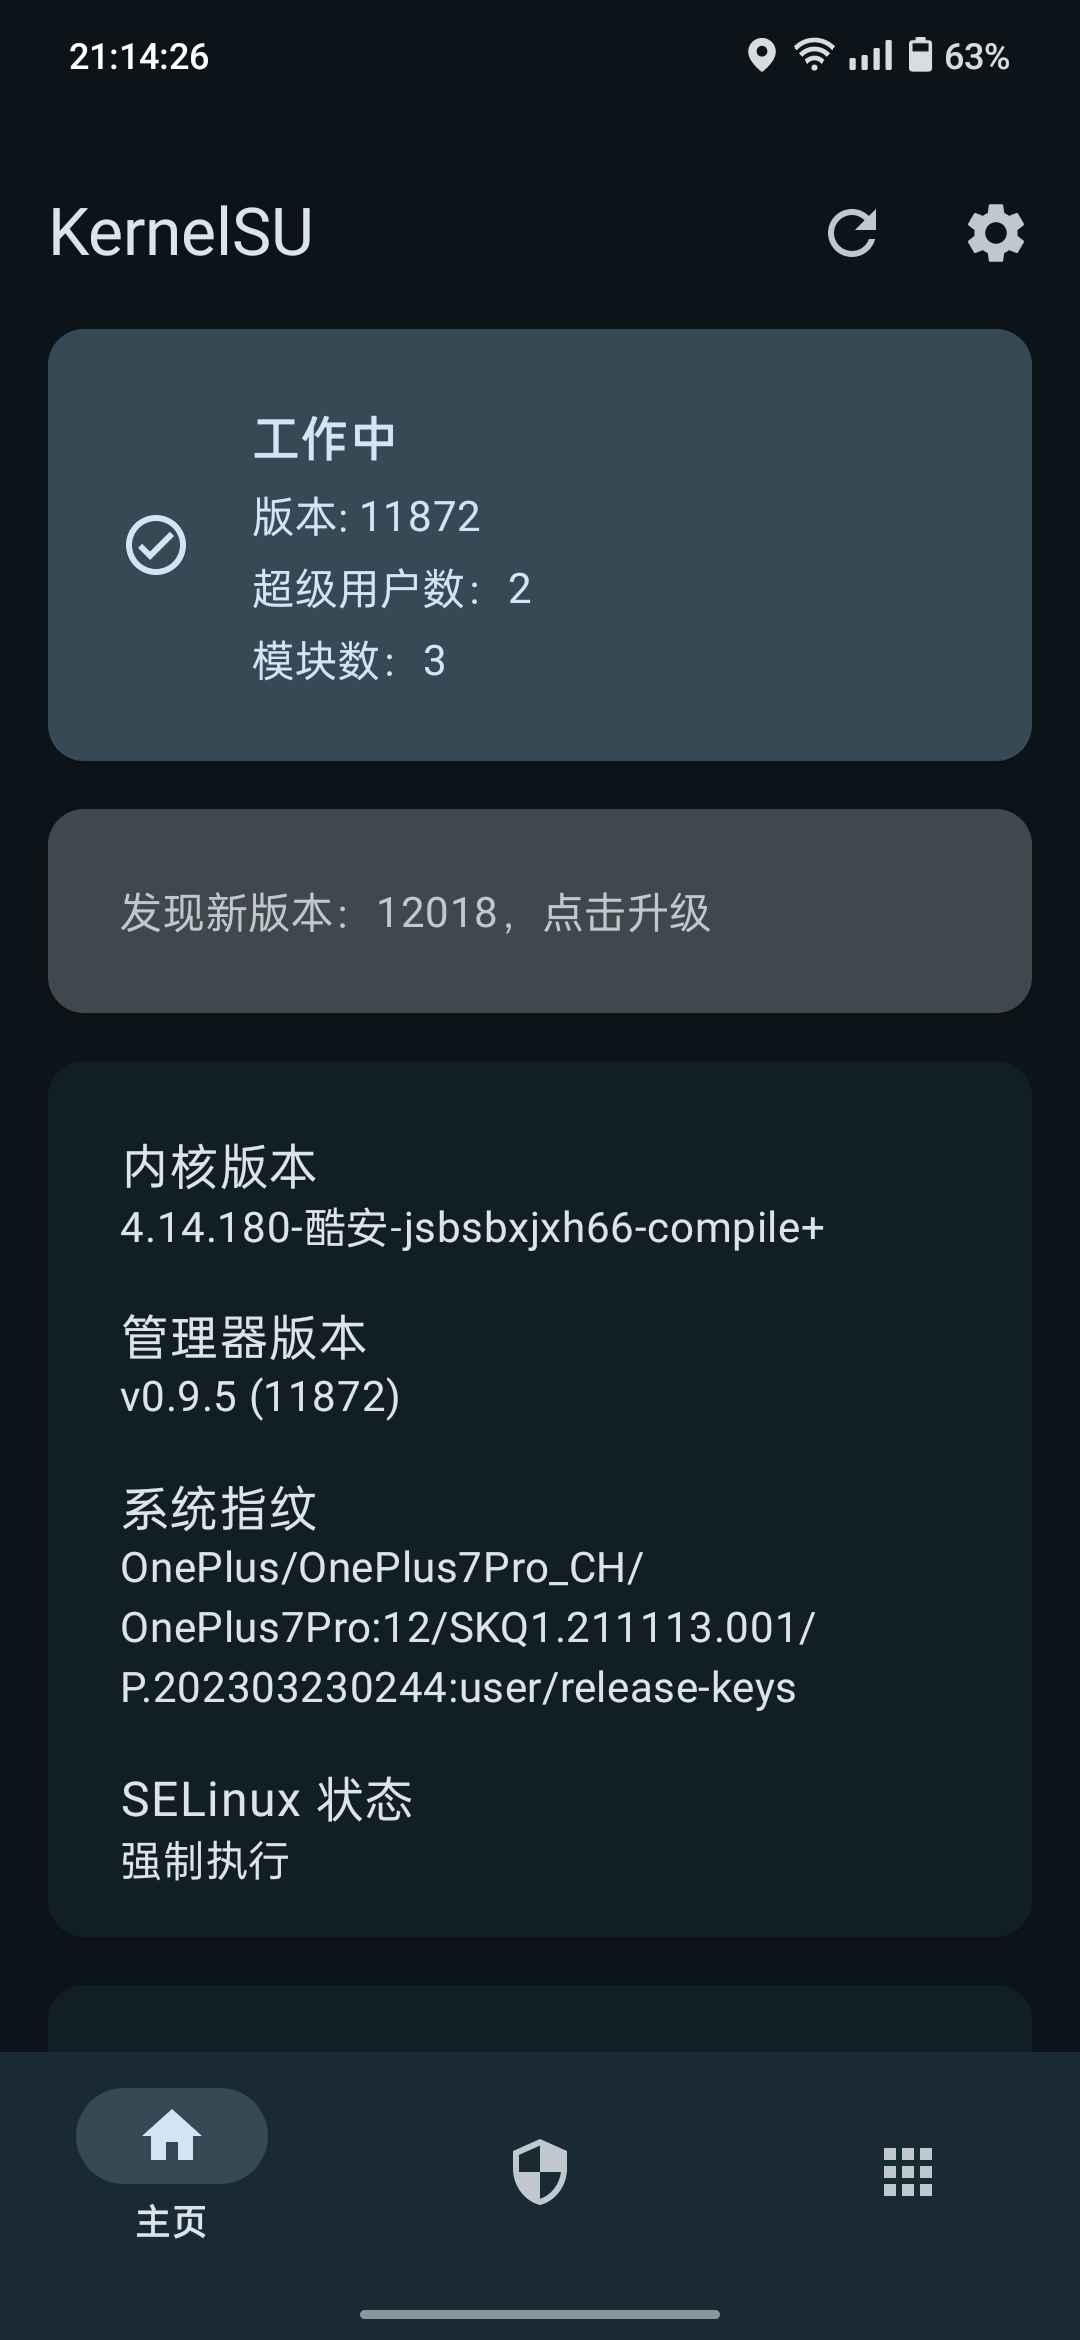 21:14:26
63%
KernelSU
工作中
版本: 11872
超级用户数：2
模块数：3
发现新版本：12018，点击升级
内核版本
4.14.180-酷安-jsbsbxjxh66-compile+
管理器版本
v0.9.5 (11872)
系统指纹
OnePlus/OnePlus7Pro_CH/
OnePlus7Pro:12/SKQ1.211113.001/
P.202303230244:user/release-keys
SELinux 状态
强制执行
主页